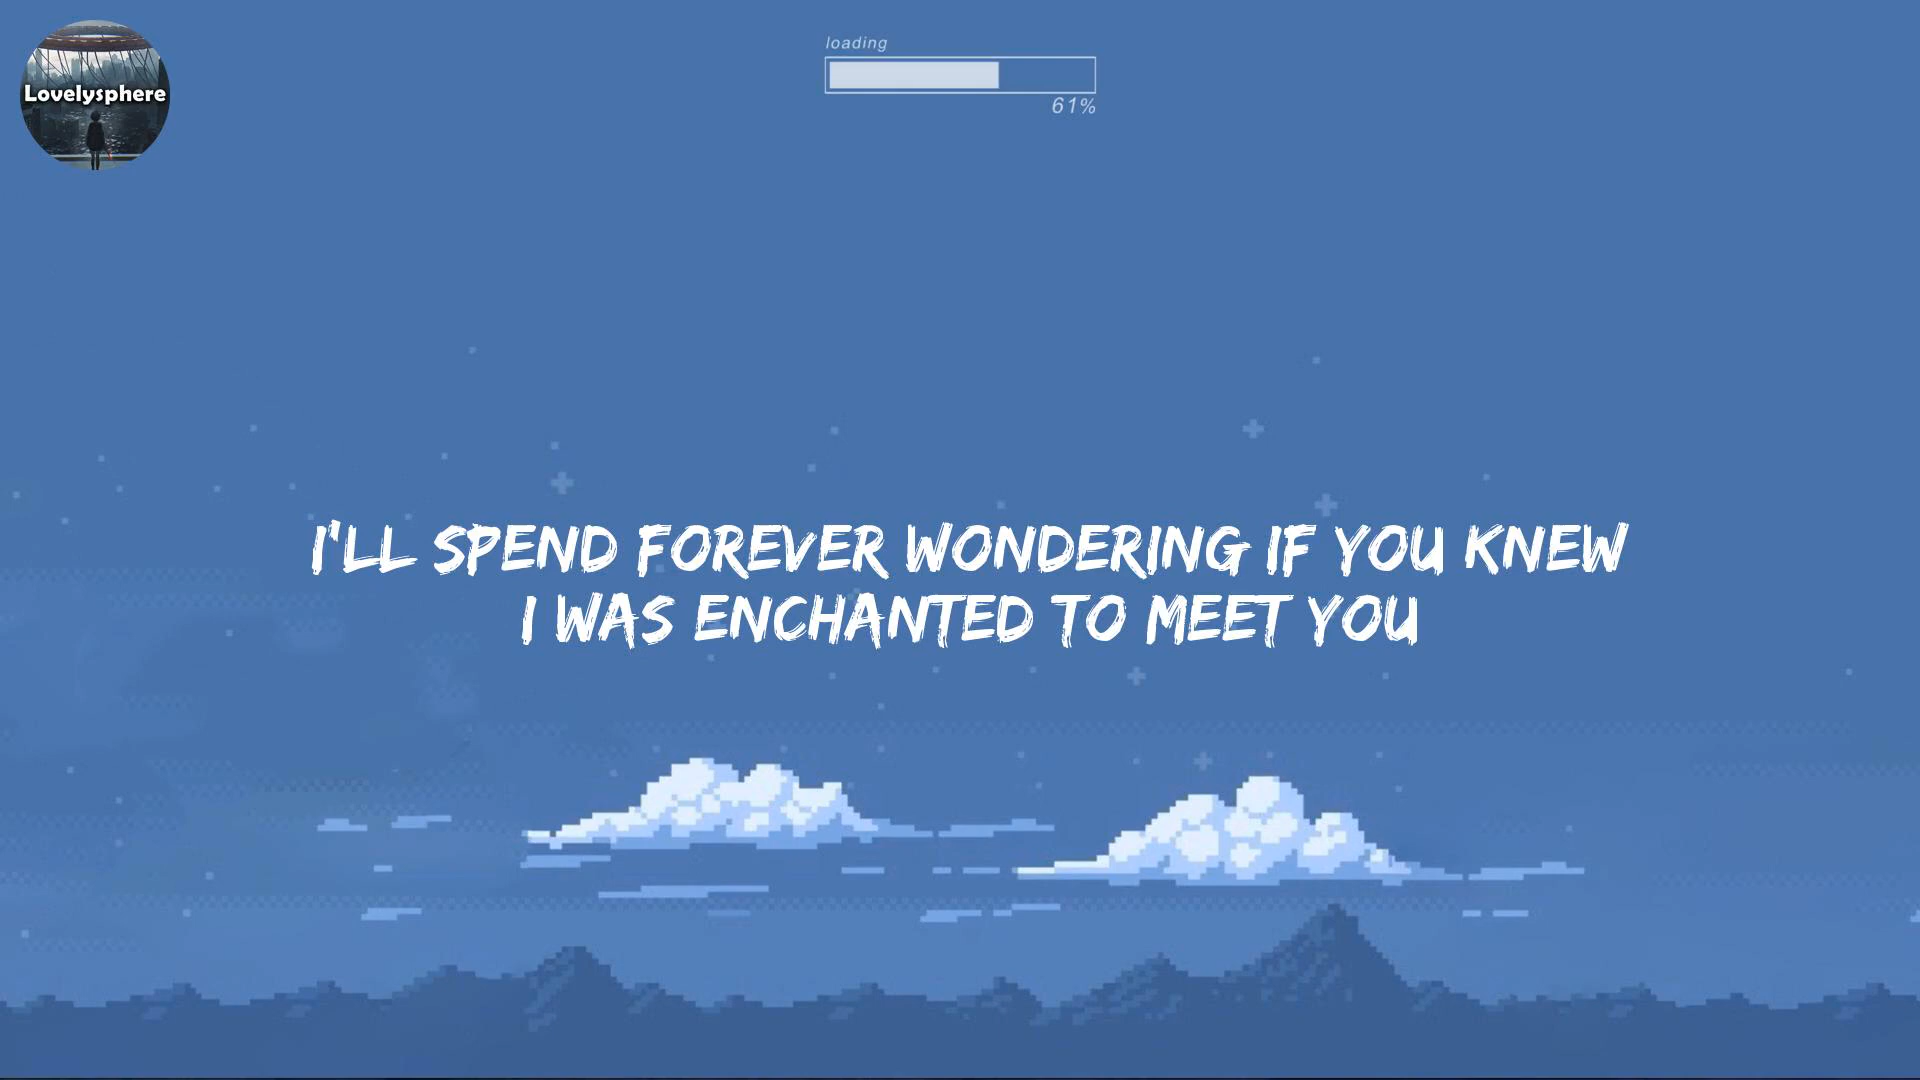 Lovelysphere
loading
61%
I'LL SPEND FOREVER WONDERING IF YOU KNEW
I WAS ENCHANTED TO MEET YOU